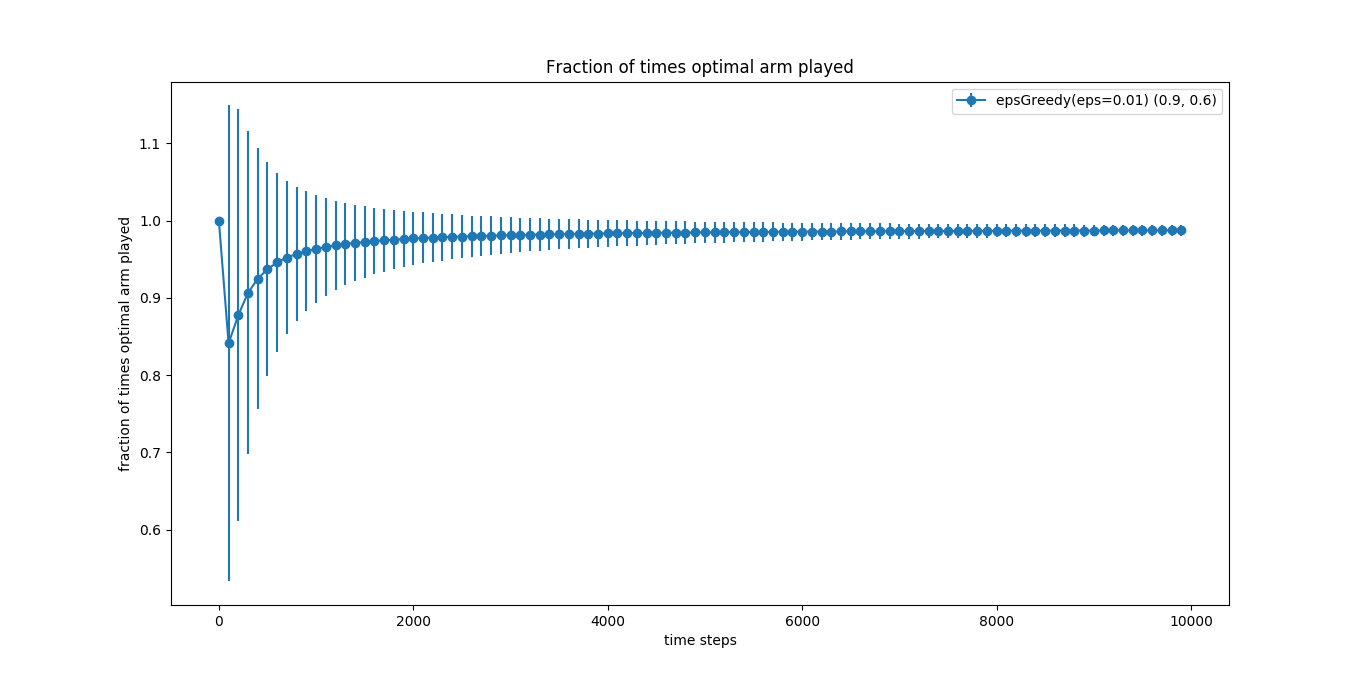 Fraction of times optimal arm played
epsGreedy(eps=0.01) (0.9, 0.6)
fraction of times optimal arm played
1.1
1.0
0.9
0.8
0.7
0.6
0 2000 4000 6000 8000 10000
time steps